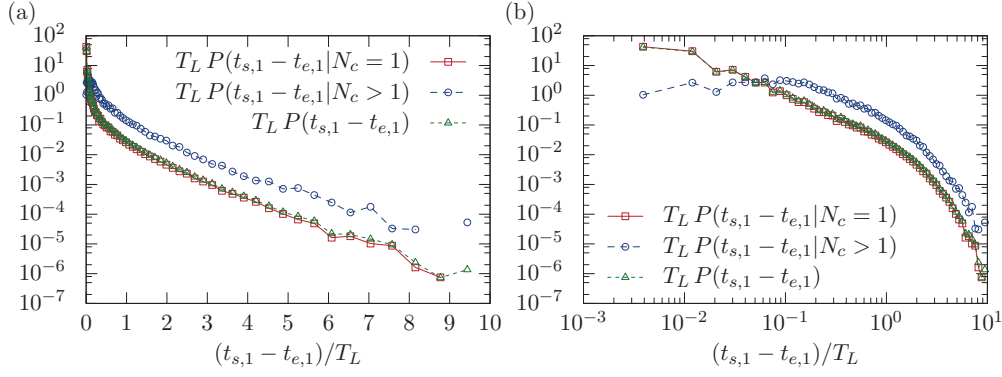 (a)
10^2
10^1
10^0
10^-1
10^-2
10^-3
10^-4
10^-5
10^-6
10^-7
0 1 2 3 4 5 6 7 8 9 10
(t_{s,1} − t_{e,1})/T_L
T_L P(t_{s,1} − t_{e,1}|N_c = 1)
T_L P(t_{s,1} − t_{e,1}|N_c > 1)
T_L P(t_{s,1} − t_{e,1})
(b)
10^2
10^1
10^0
10^-1
10^-2
10^-3
10^-4
10^-5
10^-6
10^-7
T_L P(t_{s,1} − t_{e,1}|N_c = 1)
T_L P(t_{s,1} − t_{e,1}|N_c > 1)
T_L P(t_{s,1} − t_{e,1})
10^-3 10^-2 10^-1 10^0 10^1
(t_{s,1} − t_{e,1})/T_L